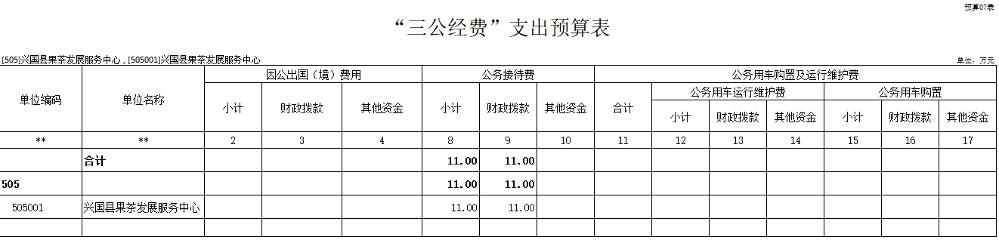 预算07表
“三公经费”支出预算表
[505]兴国县果茶发展服务中心 , [505001]兴国县果茶发展服务中心 单位：万元
单位编码 单位名称 因公出国（境）费用 公务接待费 公务用车购置及运行维护费
小计 财政拨款 其他资金 小计 财政拨款 其他资金 合计 公务用车运行维护费 公务用车购置
小计 财政拨款 其他资金 小计 财政拨款 其他资金
** ** 2 3 4 8 9 10 11 12 13 14 15 16 17
合计 11.00 11.00
505 11.00 11.00
505001 兴国县果茶发展服务中心 11.00 11.00